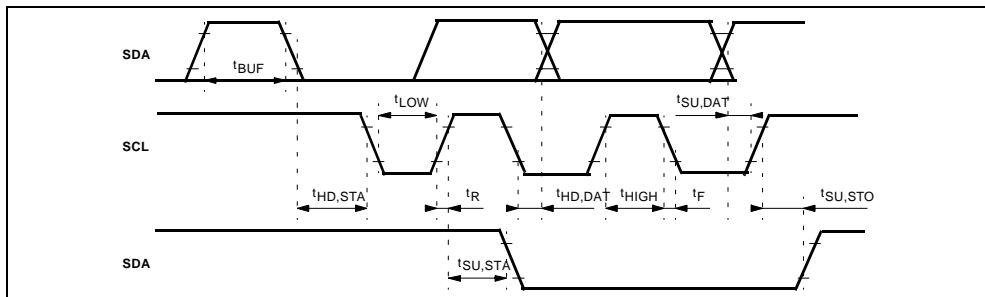 SDA
tBUF
tLOW
tSU,DAT
SCL
tHD,STA
tR
tHD,DAT
tHIGH
tF
tSU,STO
SDA
tSU,STA